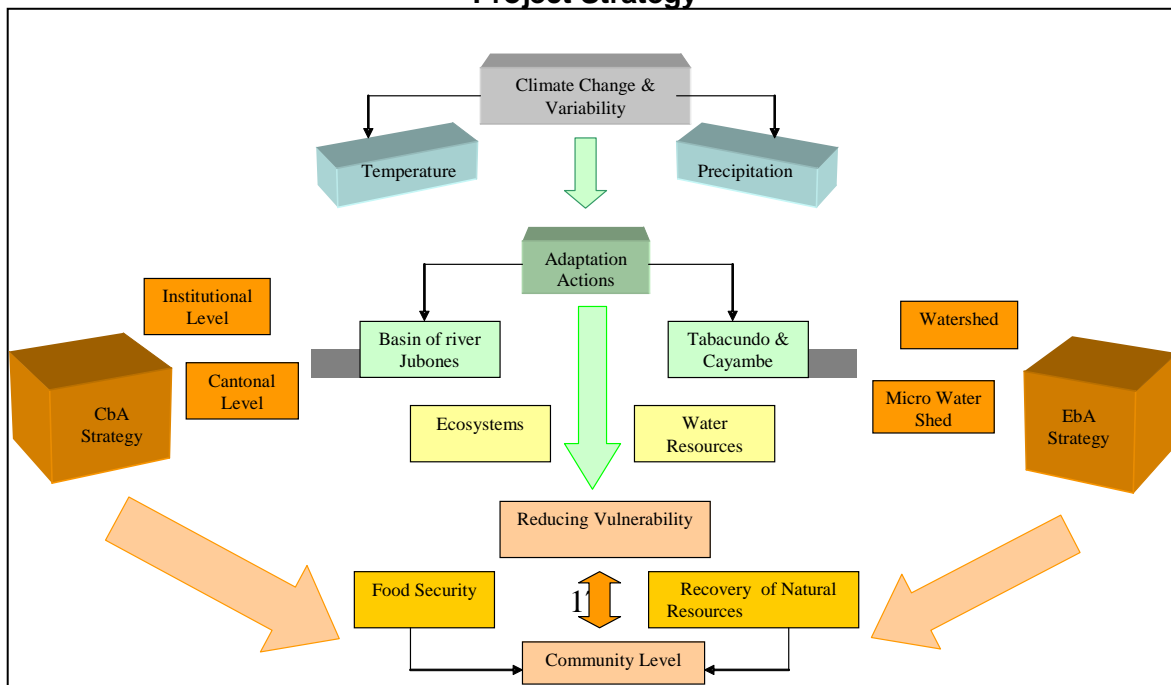 Project Strategy
Climate Change &
Variability
Temperature
Precipitation
Adaptation
Actions
Institutional
Level
Cantonal
Level
CbA
Strategy
Basin of river
Jubones
Tabacundo &
Cayambe
Watershed
Micro Water
Shed
EbA
Strategy
Ecosystems
Water
Resources
Reducing Vulnerability
Food Security
Recovery of Natural
Resources
Community Level